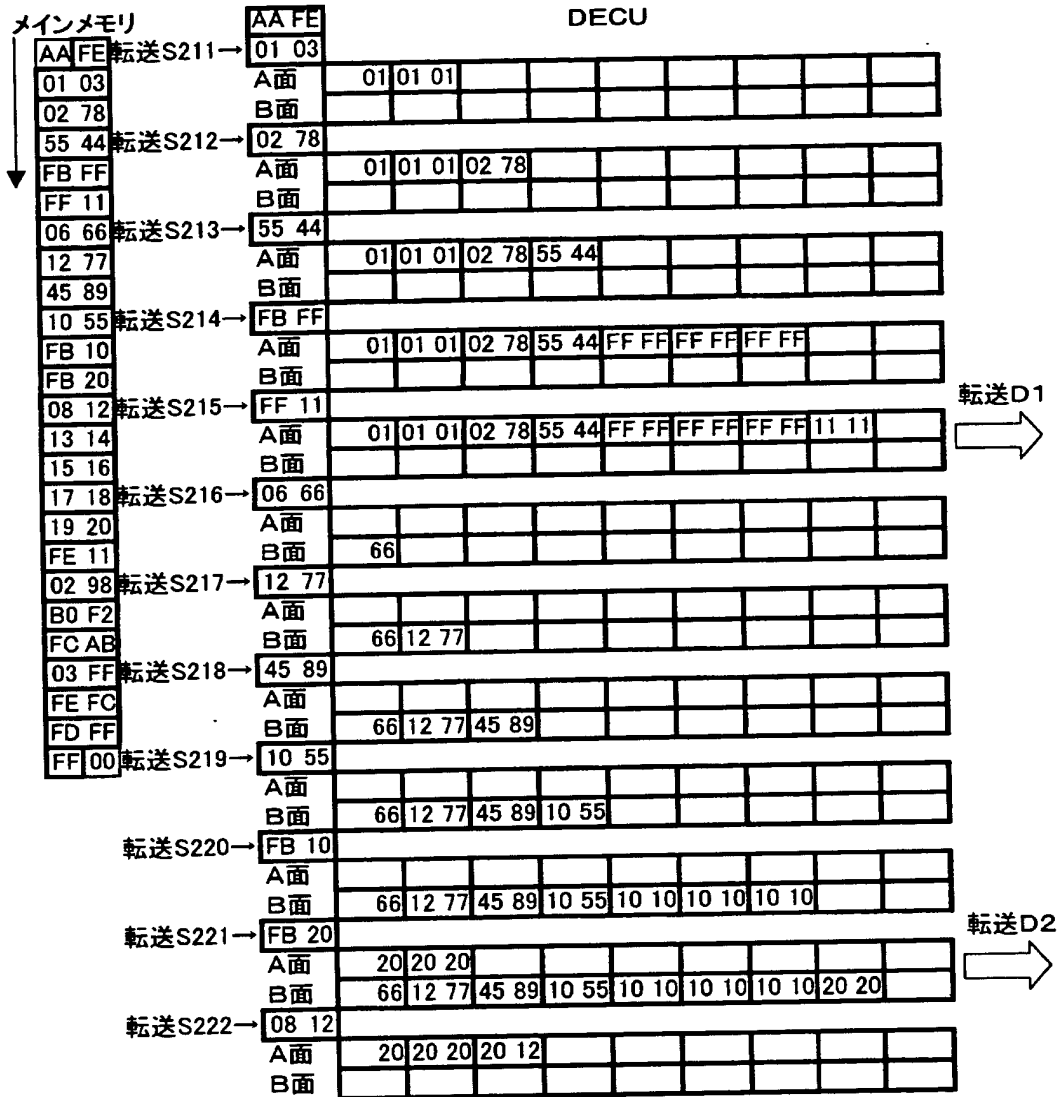 メインメモリ
DECU
AA FE
AA FE 転送S211→ 01 03
01 03
A面 01 01 01
02 78
B面
55 44 転送S212→ 02 78
FB FF
A面 01 01 01 02 78
FF 11
B面
06 66 転送S213→ 55 44
12 77
A面 01 01 01 02 78 55 44
45 89
B面
10 55 転送S214→ FB FF
FB 10
A面 01 01 01 02 78 55 44 FF FF FF FF FF FF
FB 20
B面
08 12 転送S215→ FF 11
転送D1
13 14
A面 01 01 01 02 78 55 44 FF FF FF FF FF FF 11 11
15 16
B面
17 18 転送S216→ 06 66
19 20
A面
FE 11
B面 66
02 98 転送S217→ 12 77
B0 F2
A面
FC AB
B面 66 12 77
03 FF 転送S218→ 45 89
FE FC
A面
FD FF
B面 66 12 77 45 89
FF 00 転送S219→ 10 55
A面
B面 66 12 77 45 89 10 55
転送S220→ FB 10
A面
B面 66 12 77 45 89 10 55 10 10 10 10 10 10
転送S221→ FB 20
転送D2
A面 20 20 20
B面 66 12 77 45 89 10 55 10 10 10 10 10 10 20 20
転送S222→ 08 12
A面 20 20 20 20 12
B面